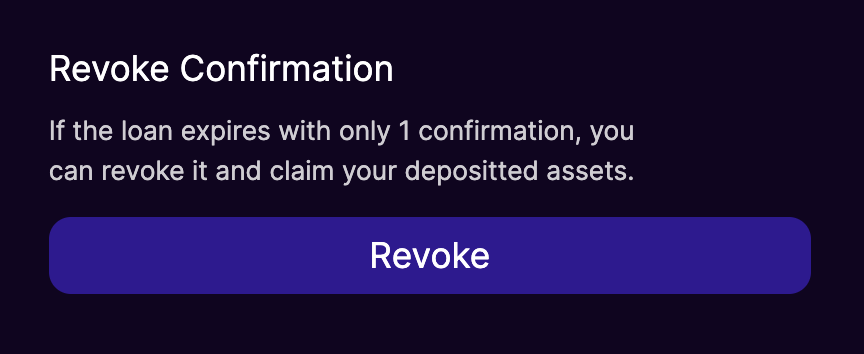 Revoke Confirmation
If the loan expires with only 1 confirmation, you
can revoke it and claim your depositted assets.
Revoke